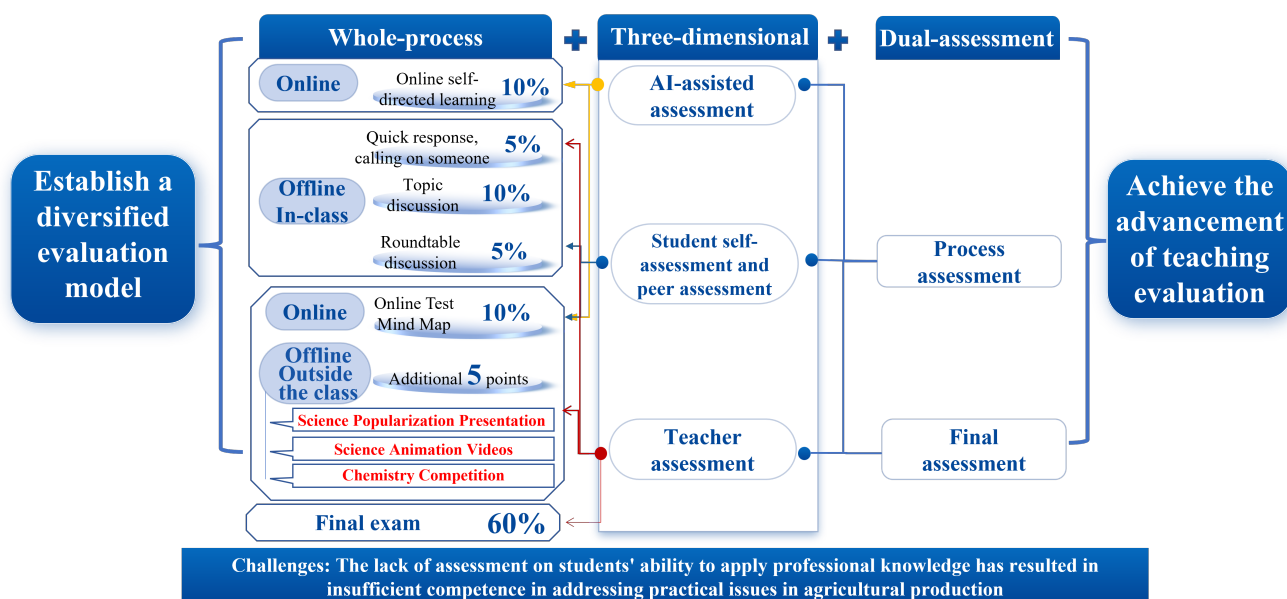 Whole-process
Three-dimensional
Dual-assessment
Establish a
diversified
evaluation
model
Online
Online self-
directed learning
10%
Quick response,
calling on someone
5%
Offline
In-class
Topic
discussion
10%
Roundtable
discussion
5%
Online
Online Test
Mind Map
10%
Offline
Outside
the class
Additional 5 points
Science Popularization Presentation
Science Animation Videos
Chemistry Competition
Final exam
60%
AI-assisted
assessment
Student self-
assessment and
peer assessment
Teacher
assessment
Process
assessment
Final
assessment
Achieve the
advancement
of teaching
evaluation
Challenges: The lack of assessment on students' ability to apply professional knowledge has resulted in
insufficient competence in addressing practical issues in agricultural production